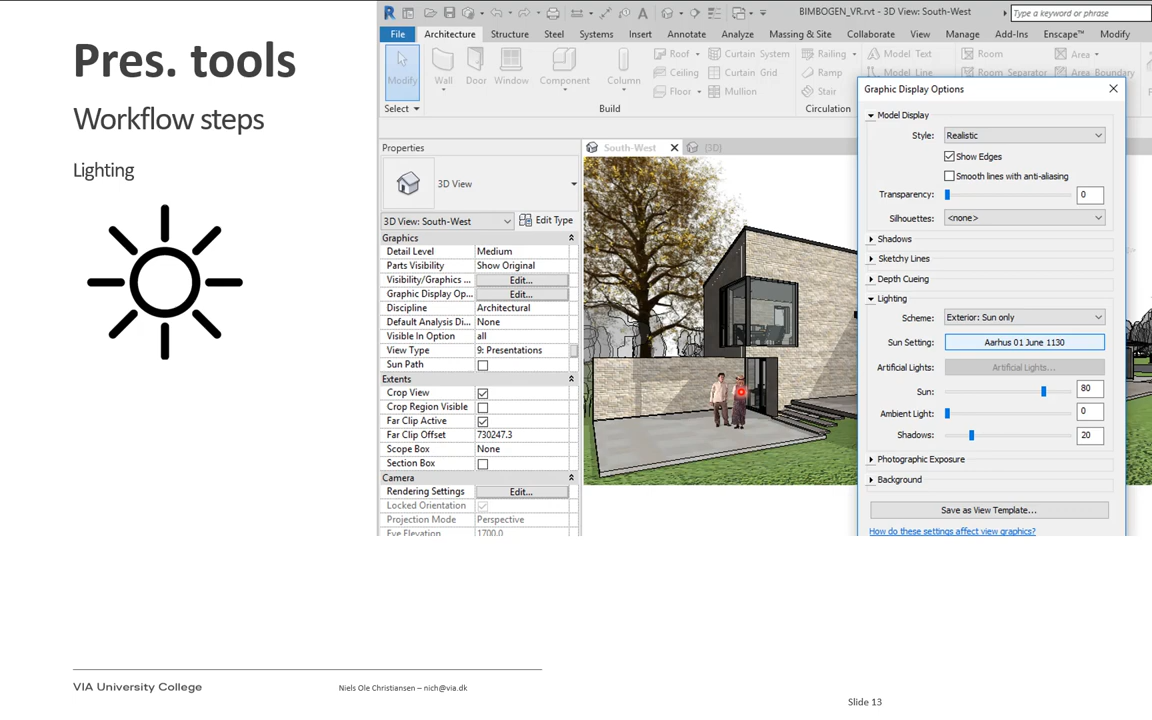 Pres. tools
Workflow steps
Lighting
BIMBOGEN_VR.rvt - 3D View: South-West
Type a keyword or phrase
File Architecture Structure Steel Systems Insert Annotate Analyze Massing & Site Collaborate View Manage Add-Ins Enscape™ Modify
Modify
Wall
Door
Window
Component
Column
Roof
Ceiling
Floor
Curtain System
Curtain Grid
Mullion
Railing
Ramp
Stair
Model Text
Model Line
Room
Room Separator
Area
Area Boundary
Select
Build
Circulation
Properties
3D View
3D View: South-West
Edit Type
Graphics
Detail Level Medium
Parts Visibility Show Original
Visibility/Graphics ... Edit...
Graphic Display Op... Edit...
Discipline Architectural
Default Analysis Di... None
Visible In Option all
View Type 9: Presentations
Sun Path
Extents
Crop View
Crop Region Visible
Far Clip Active
Far Clip Offset 730247.3
Scope Box None
Section Box
Camera
Rendering Settings Edit...
Locked Orientation
Projection Mode Perspective
Eye Elevation 1700.0
South-West
{3D}
Graphic Display Options
Model Display
Style: Realistic
Show Edges
Smooth lines with anti-aliasing
Transparency: 0
Silhouettes: <none>
Shadows
Sketchy Lines
Depth Cueing
Lighting
Scheme: Exterior: Sun only
Sun Setting: Aarhus 01 June 1130
Artificial Lights: Artificial Lights...
Sun: 80
Ambient Light: 0
Shadows: 20
Photographic Exposure
Background
Save as View Template...
How do these settings affect view graphics?
VIA University College
Niels Ole Christiansen – nich@via.dk
Slide 13